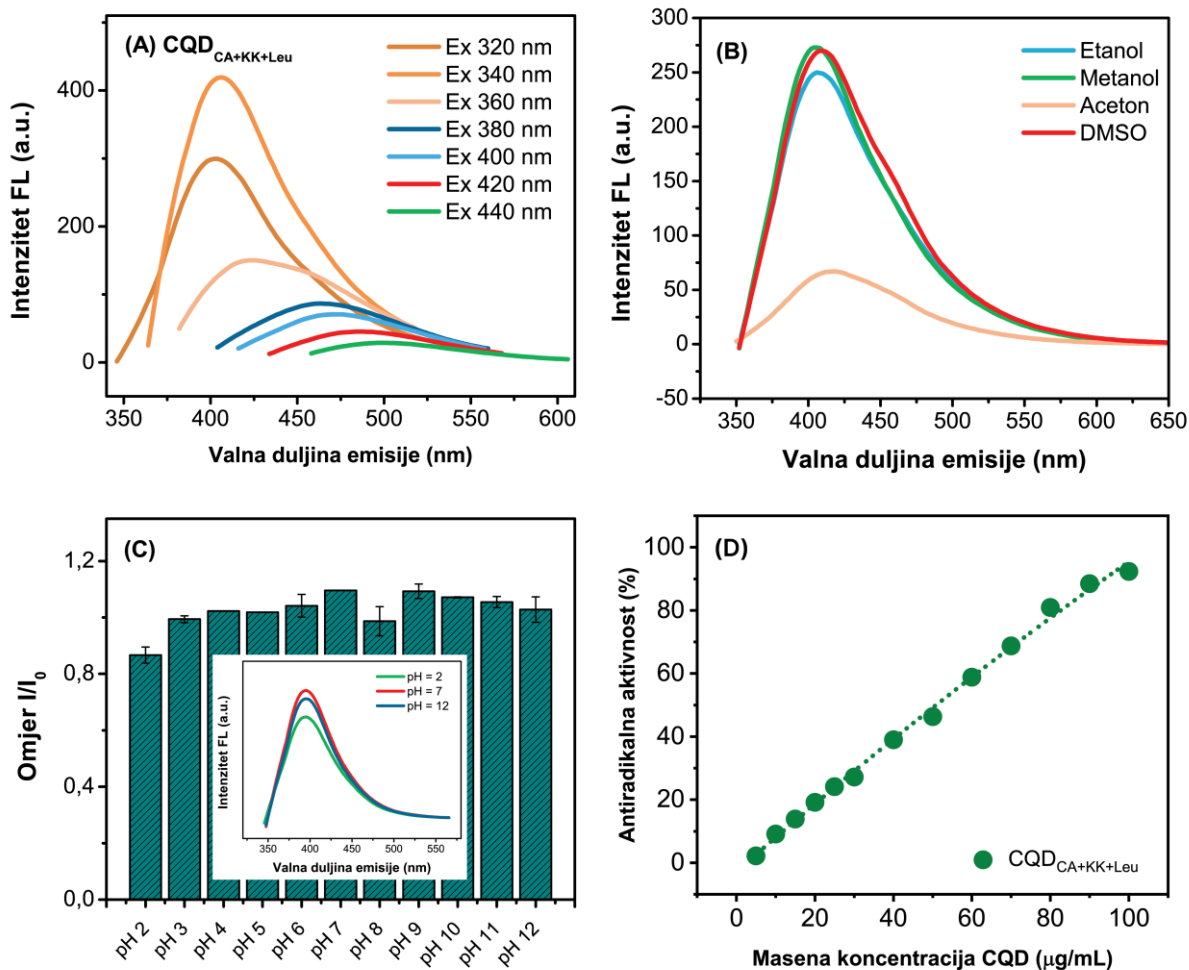 (A) CQD CA+KK+Leu
Ex 320 nm
Ex 340 nm
Ex 360 nm
Ex 380 nm
Ex 400 nm
Ex 420 nm
Ex 440 nm
Intenzitet FL (a.u.)
400
200
0
350 400 450 500 550 600
Valna duljina emisije (nm)
(B)
Etanol
Metanol
Aceton
DMSO
Intenzitet FL (a.u.)
300
250
200
150
100
50
0
-50
350 400 450 500 550 600 650
Valna duljina emisije (nm)
(C)
Omjer I/I0
1,2
0,8
0,4
0,0
pH 2 pH 3 pH 4 pH 5 pH 6 pH 7 pH 8 pH 9 pH 10 pH 11 pH 12
pH = 2
pH = 7
pH = 12
Intenzitet FL (a.u.)
350 400 450 500 550
Valna duljina emisije (nm)
(D)
Antiradikalna aktivnost (%)
100
80
60
40
20
0
CQD CA+KK+Leu
0 20 40 60 80 100
Masena koncentracija CQD (μg/mL)